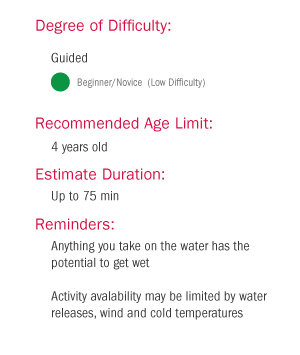 Degree of Difficulty:
Guided
Beginner/Novice (Low Difficulty)
Recommended Age Limit:
4 years old
Estimate Duration:
Up to 75 min
Reminders:
Anything you take on the water has the
potential to get wet
Activity avalability may be limited by water
releases, wind and cold temperatures